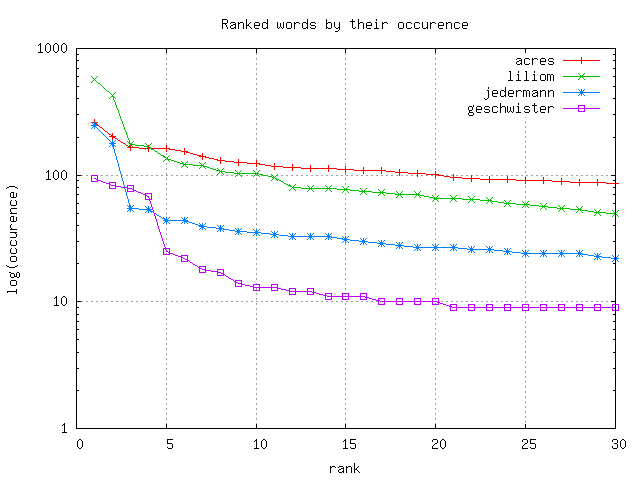 Ranked words by their occurence
1000
100
10
1
log(occurence)
acres
liliom
jedermann
geschwister
0 5 10 15 20 25 30
rank